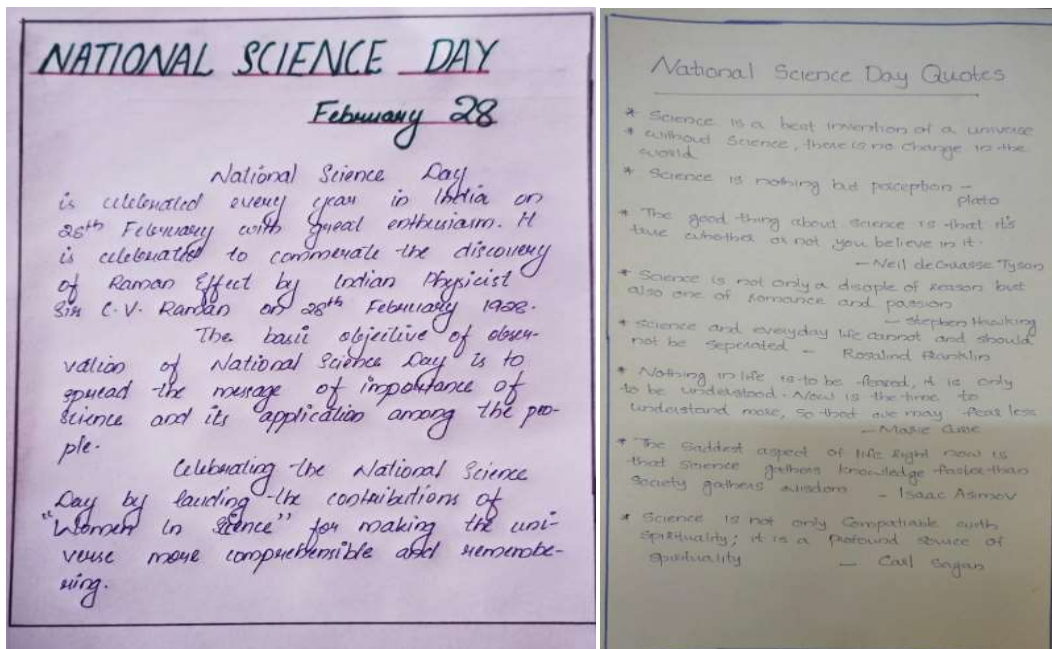 NATIONAL SCIENCE DAY
February 28
National Science Day
is celebrated every year in India on
28th February with great enthusiasm. It
is celebrated to commerate the discovery
of Raman Effect by Indian Physicist
Sir C.V. Raman on 28th February 1928.
The basic objective of obser-
vation of National Science Day is to
spread the message of importance of
science and its application among the peo-
ple.
Celebrating the National Science
Day by lauding the contributions of
"Women In Science" for making the uni-
verse more comprehensible and remembe-
ring.
National Science Day Quotes
* Science is a beat invention of a universe
* without Science, there is no change in the
world
* Science is nothing but perception -
plato
* The good thing about science is that it's
true whether or not you believe in it.
- Neil deGrasse Tyson
* Science is not only a disciple of reason but
also one of Romance and passion
- Stephen Hawking
* Science and everyday life cannot and should
not be seperated - Rosalind Franklin
* Nothing in life is to be feared, it is only
to be understood. Now is the time to
understand more, so that we may fear less
- Marie Curie
* The Saddest aspect of life Right now is
that Science gathers knowledge faster than
society gathers wisdom - Isaac Asimov
* Science is not only Compatiable with
Spirituality; it is a profound source of
spirituality - Carl Sagan